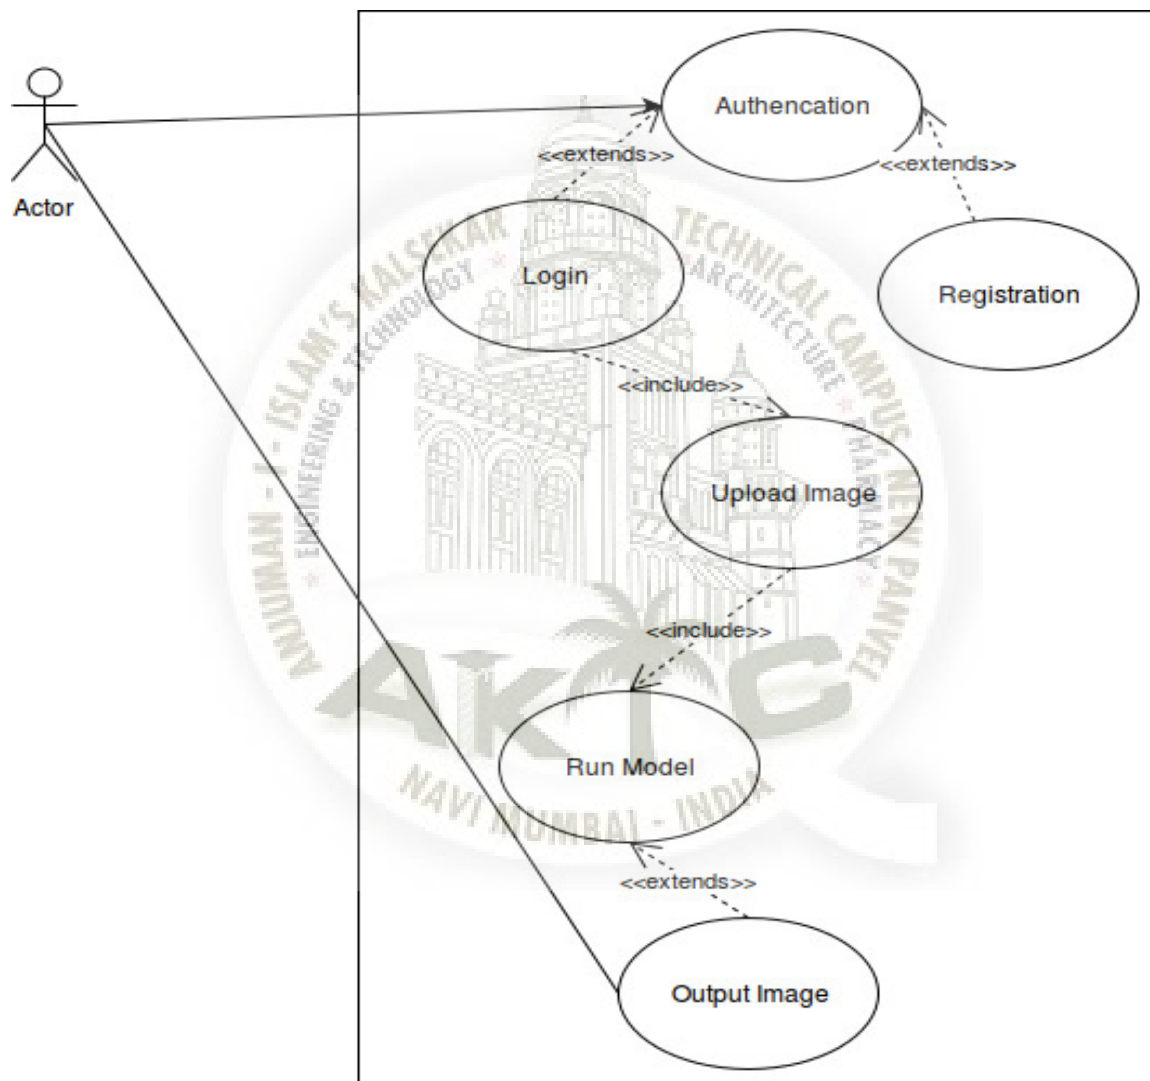 Authencation
<<extends>>
<<extends>>
Actor
Login
Registration
<<include>>
Upload Image
<<include>>
Run Model
<<extends>>
Output Image
ANJUMAN - I - ISLAM'S KALSEKAR TECHNICAL CAMPUS NEW PANVEL
ENGINEERING & TECHNOLOGY * ARCHITECTURE * PHARMACY
AKTC
NAVI MUMBAI - INDIA